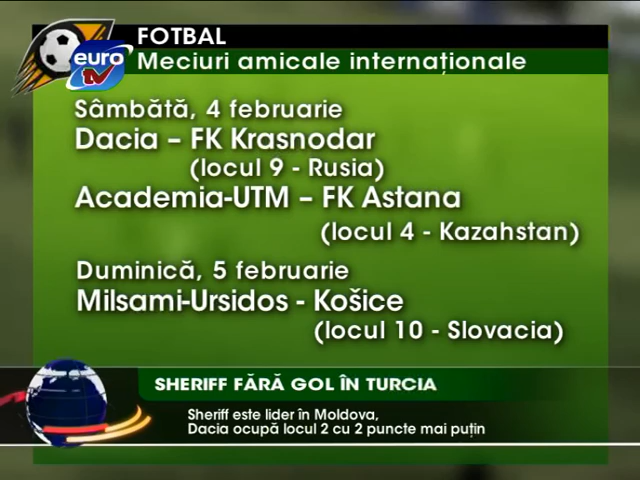 FOTBAL
euro
tv
Meciuri amicale internaționale
Sâmbătă, 4 februarie
Dacia – FK Krasnodar
(locul 9 - Rusia)
Academia-UTM – FK Astana
(locul 4 - Kazahstan)
Duminică, 5 februarie
Milsami-Ursidos - Košice
(locul 10 - Slovacia)
SHERIFF FĂRĂ GOL ÎN TURCIA
Sheriff este lider în Moldova,
Dacia ocupă locul 2 cu 2 puncte mai puțin